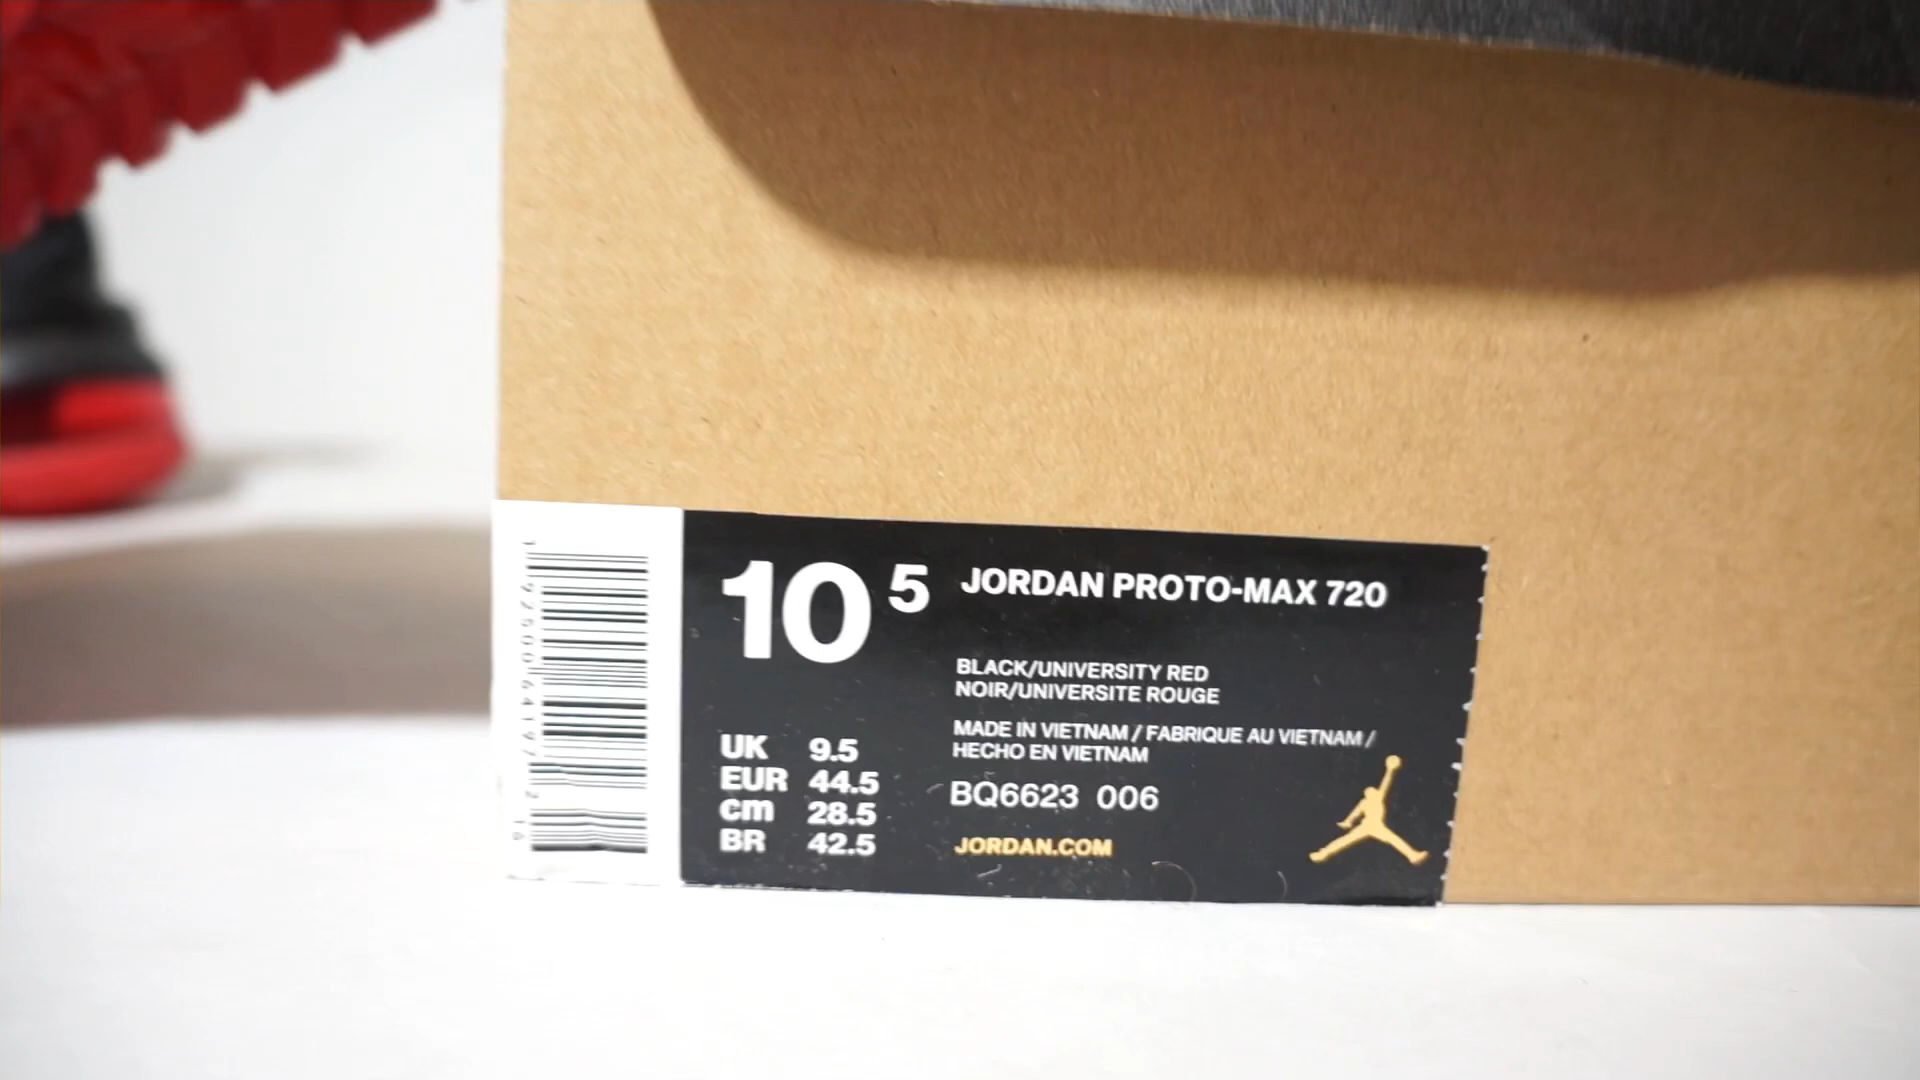 10 5
JORDAN PROTO-MAX 720
BLACK/UNIVERSITY RED
NOIR/UNIVERSITE ROUGE
MADE IN VIETNAM / FABRIQUE AU VIETNAM /
HECHO EN VIETNAM
UK 9.5
EUR 44.5
cm 28.5
BR 42.5
BQ6623 006
JORDAN.COM